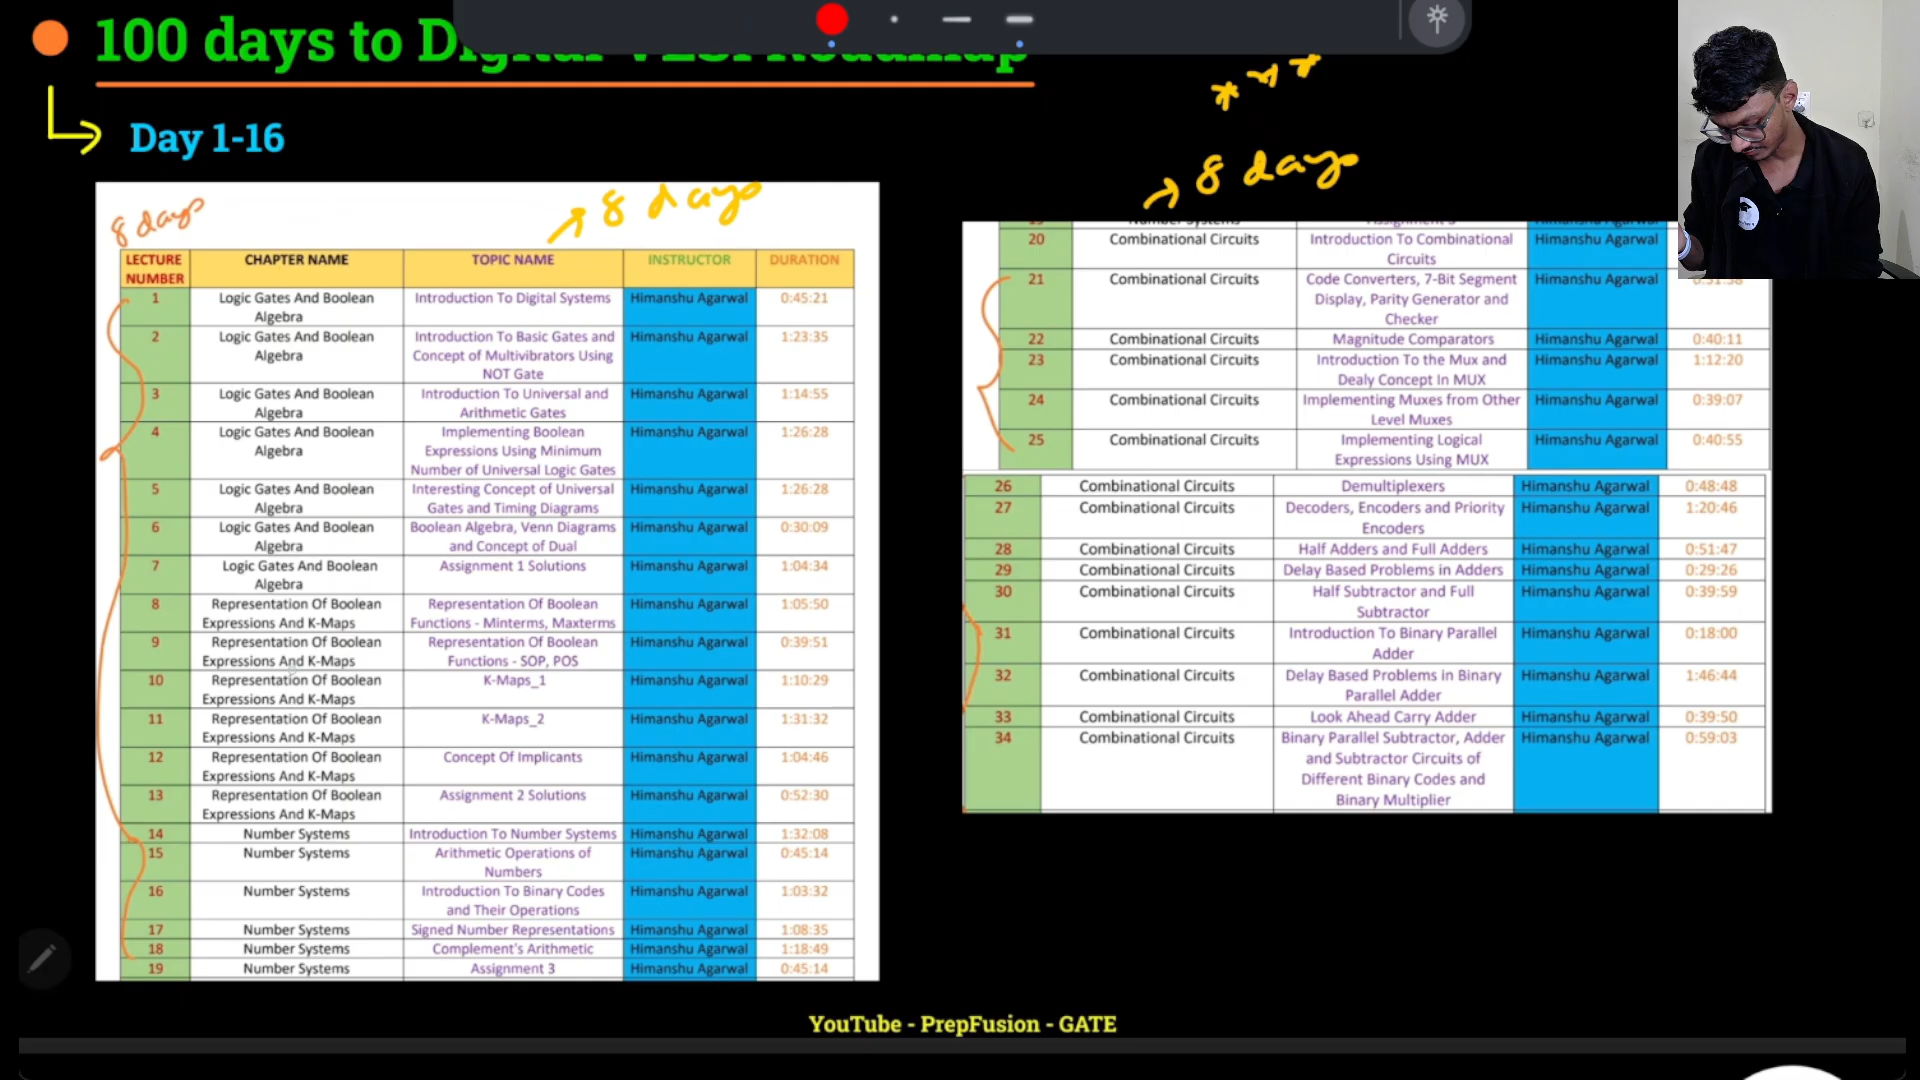 100 days to Digital VLSI Roadmap
Day 1-16
8 days
→ 8 days
→ 8 days
LECTURE NUMBER CHAPTER NAME TOPIC NAME INSTRUCTOR DURATION
1 Logic Gates And Boolean Algebra Introduction To Digital Systems Himanshu Agarwal 0:45:21
2 Logic Gates And Boolean Algebra Introduction To Basic Gates and Concept of Multivibrators Using NOT Gate Himanshu Agarwal 1:23:35
3 Logic Gates And Boolean Algebra Introduction To Universal and Arithmetic Gates Himanshu Agarwal 1:14:55
4 Logic Gates And Boolean Algebra Implementing Boolean Expressions Using Minimum Number of Universal Logic Gates Himanshu Agarwal 1:26:28
5 Logic Gates And Boolean Algebra Interesting Concept of Universal Gates and Timing Diagrams Himanshu Agarwal 1:26:28
6 Logic Gates And Boolean Algebra Boolean Algebra, Venn Diagrams and Concept of Dual Himanshu Agarwal 0:30:09
7 Logic Gates And Boolean Algebra Assignment 1 Solutions Himanshu Agarwal 1:04:34
8 Representation Of Boolean Expressions And K-Maps Representation Of Boolean Functions - Minterms, Maxterms Himanshu Agarwal 1:05:50
9 Representation Of Boolean Expressions And K-Maps Representation Of Boolean Functions - SOP, POS Himanshu Agarwal 0:39:51
10 Representation Of Boolean Expressions And K-Maps K-Maps_1 Himanshu Agarwal 1:10:29
11 Representation Of Boolean Expressions And K-Maps K-Maps_2 Himanshu Agarwal 1:31:32
12 Representation Of Boolean Expressions And K-Maps Concept Of Implicants Himanshu Agarwal 1:04:46
13 Representation Of Boolean Expressions And K-Maps Assignment 2 Solutions Himanshu Agarwal 0:52:30
14 Number Systems Introduction To Number Systems Himanshu Agarwal 1:32:08
15 Number Systems Arithmetic Operations of Numbers Himanshu Agarwal 0:45:14
16 Number Systems Introduction To Binary Codes and Their Operations Himanshu Agarwal 1:03:32
17 Number Systems Signed Number Representations Himanshu Agarwal 1:08:35
18 Number Systems Complement's Arithmetic Himanshu Agarwal 1:18:49
19 Number Systems Assignment 3 Himanshu Agarwal 0:45:14
20 Combinational Circuits Introduction To Combinational Circuits Himanshu Agarwal
21 Combinational Circuits Code Converters, 7-Bit Segment Display, Parity Generator and Checker Himanshu Agarwal
22 Combinational Circuits Magnitude Comparators Himanshu Agarwal 0:40:11
23 Combinational Circuits Introduction To the Mux and Dealy Concept In MUX Himanshu Agarwal 1:12:20
24 Combinational Circuits Implementing Muxes from Other Level Muxes Himanshu Agarwal 0:39:07
25 Combinational Circuits Implementing Logical Expressions Using MUX Himanshu Agarwal 0:40:55
26 Combinational Circuits Demultiplexers Himanshu Agarwal 0:48:48
27 Combinational Circuits Decoders, Encoders and Priority Encoders Himanshu Agarwal 1:20:46
28 Combinational Circuits Half Adders and Full Adders Himanshu Agarwal 0:51:47
29 Combinational Circuits Delay Based Problems in Adders Himanshu Agarwal 0:29:26
30 Combinational Circuits Half Subtractor and Full Subtractor Himanshu Agarwal 0:39:59
31 Combinational Circuits Introduction To Binary Parallel Adder Himanshu Agarwal 0:18:00
32 Combinational Circuits Delay Based Problems in Binary Parallel Adder Himanshu Agarwal 1:46:44
33 Combinational Circuits Look Ahead Carry Adder Himanshu Agarwal 0:39:50
34 Combinational Circuits Binary Parallel Subtractor, Adder and Subtractor Circuits of Different Binary Codes and Binary Multiplier Himanshu Agarwal 0:59:03
YouTube - PrepFusion - GATE